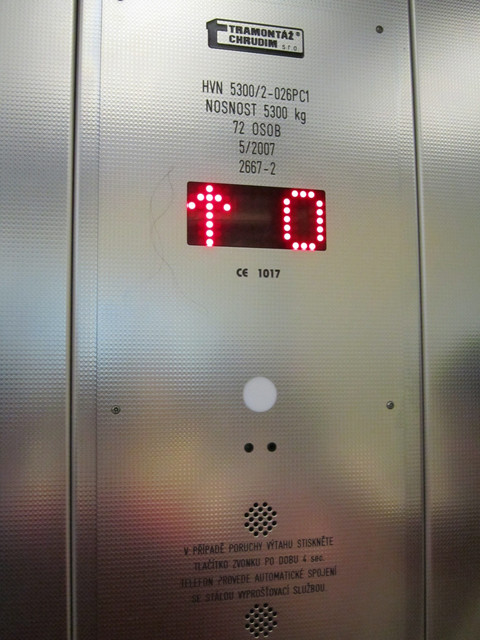 TRAMONTÁŽ®
CHRUDIM s.r.o.
HVN 5300/2-026PC1
NOSNOST 5300 kg
72 OSOB
5/2007
2667-2
↑ 0
CE 1017
V PŘÍPADĚ PORUCHY VÝTAHU STISKNĚTE
TLAČÍTKO ZVONKU PO DOBU 4 sec.
TELEFON PROVEDE AUTOMATICKÉ SPOJENÍ
SE STÁLOU VYPROŠŤOVACÍ SLUŽBOU.